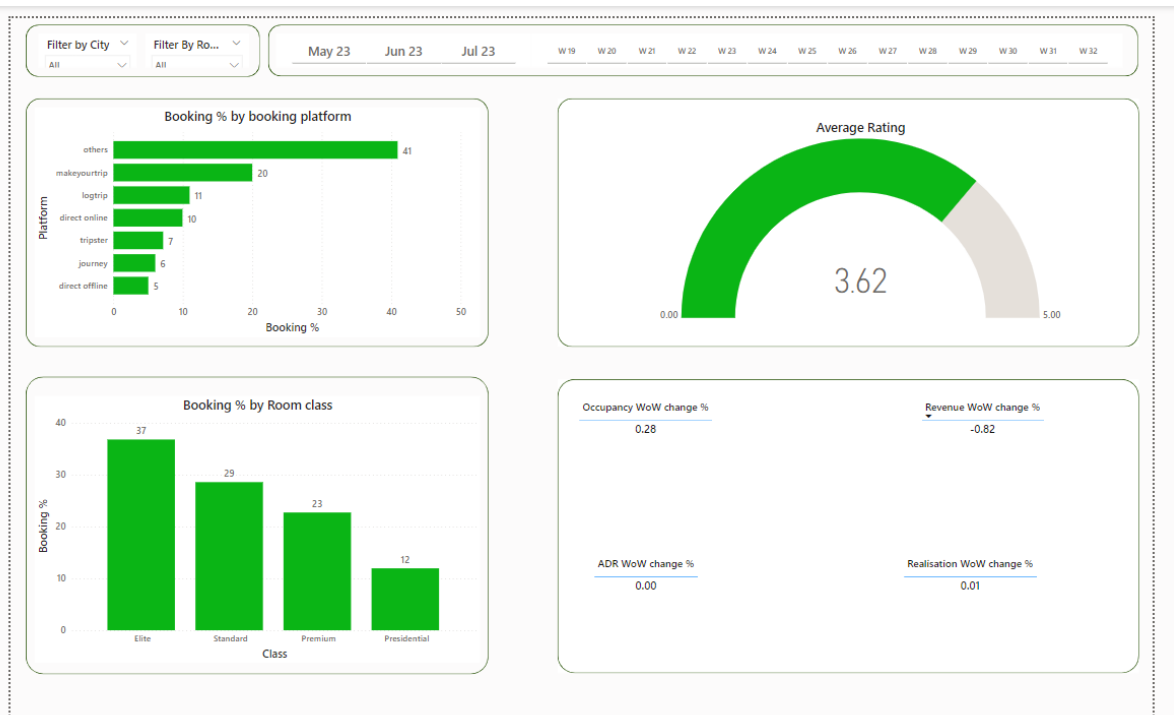 Filter by City
All
Filter By Ro...
All
May 23 Jun 23 Jul 23
W 19 W 20 W 21 W 22 W 23 W 24 W 25 W 26 W 27 W 28 W 29 W 30 W 31 W 32
Booking % by booking platform
Platform
others 41
makeyourtrip 20
logtrip 11
direct online 10
tripster 7
journey 6
direct offline 5
0 10 20 30 40 50
Booking %
Average Rating
3.62
0.00 5.00
Booking % by Room class
Booking %
40
30
20
10
0
37
29
23
12
Elite Standard Premium Presidential
Class
Occupancy WoW change %
0.28
Revenue WoW change %
-0.82
ADR WoW change %
0.00
Realisation WoW change %
0.01